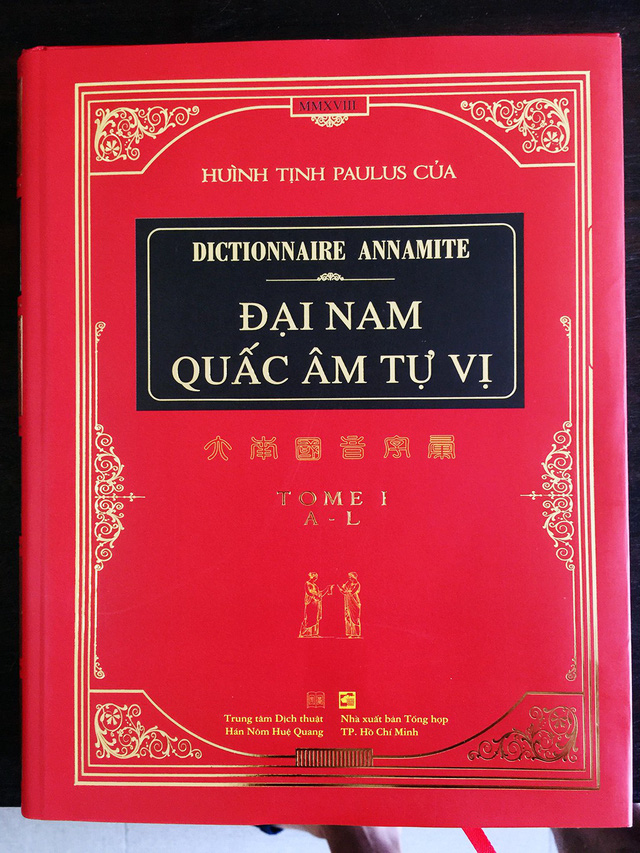 MMXVIII
HUÌNH TỊNH PAULUS CỦA
DICTIONNAIRE ANNAMITE
ĐẠI NAM
QUẤC ÂM TỰ VỊ
大南國音字彙
TOME I
A - L
Trung tâm Dịch thuật
Hán Nôm Huệ Quang
Nhà xuất bản Tổng hợp
TP. Hồ Chí Minh